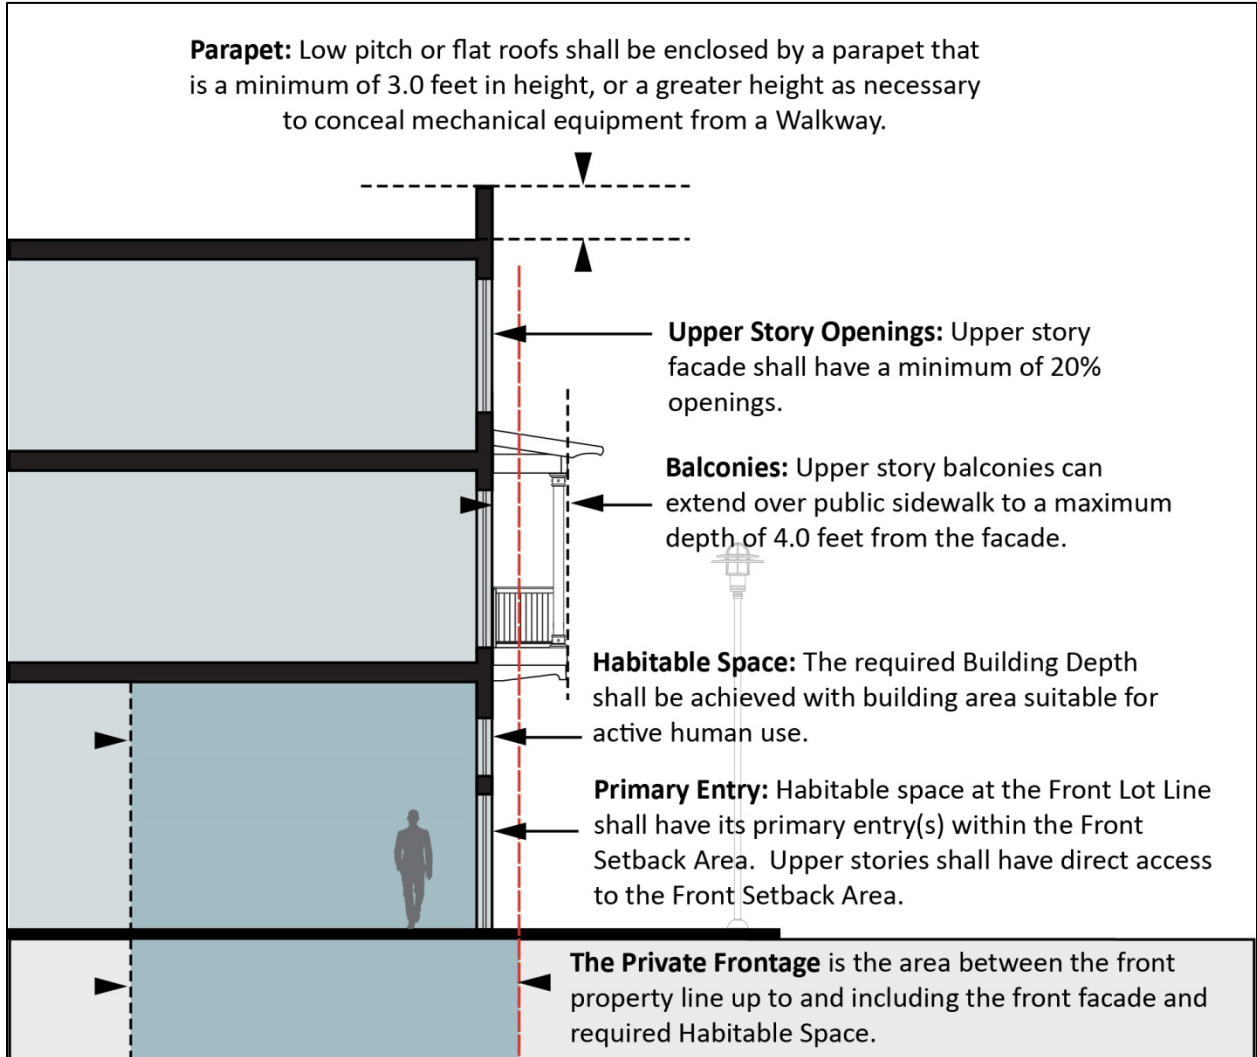 Parapet: Low pitch or flat roofs shall be enclosed by a parapet that
is a minimum of 3.0 feet in height, or a greater height as necessary
to conceal mechanical equipment from a Walkway.
Upper Story Openings: Upper story
facade shall have a minimum of 20%
openings.
Balconies: Upper story balconies can
extend over public sidewalk to a maximum
depth of 4.0 feet from the facade.
Habitable Space: The required Building Depth
shall be achieved with building area suitable for
active human use.
Primary Entry: Habitable space at the Front Lot Line
shall have its primary entry(s) within the Front
Setback Area.  Upper stories shall have direct access
to the Front Setback Area.
The Private Frontage is the area between the front
property line up to and including the front facade and
required Habitable Space.